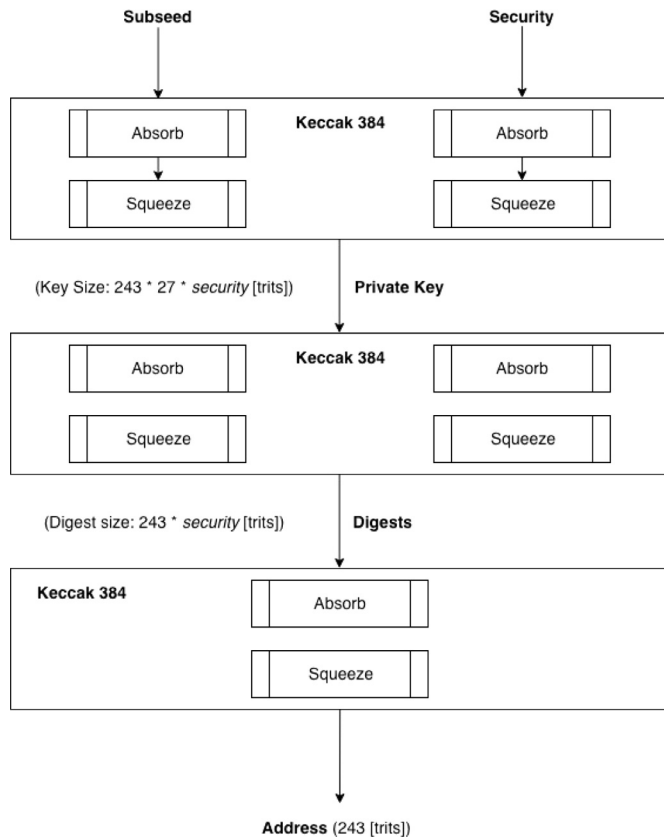 Subseed Security
Absorb Keccak 384 Absorb
Squeeze Squeeze
(Key Size: 243 * 27 * security [trits]) Private Key
Keccak 384
Absorb Absorb
Squeeze Squeeze
(Digest size: 243 * security [trits]) Digests
Keccak 384
Absorb
Squeeze
Address (243 [trits])